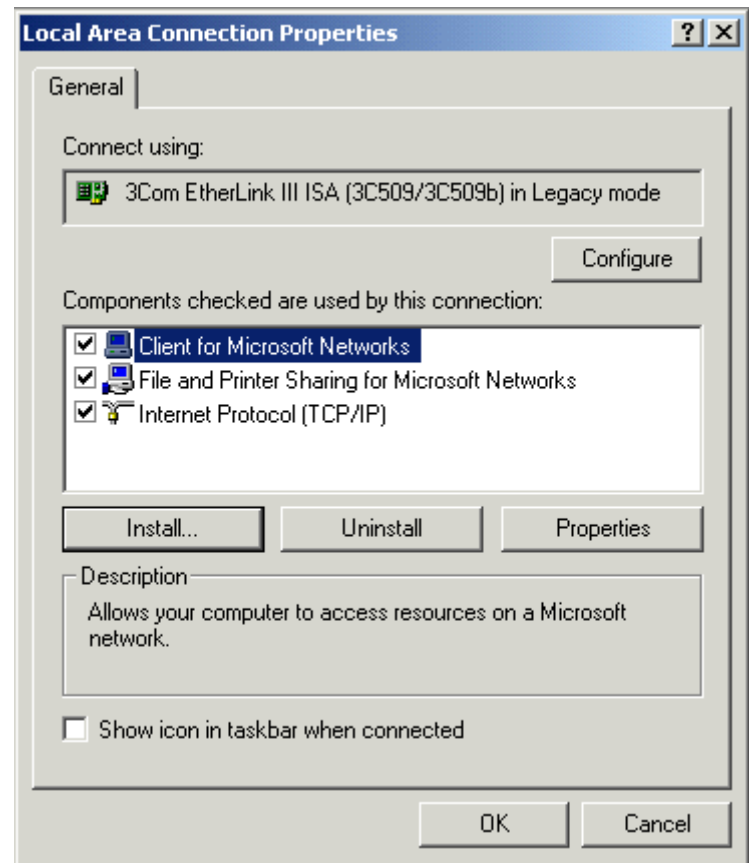 Local Area Connection Properties
General
Connect using:
3Com EtherLink III ISA (3C509/3C509b) in Legacy mode
Configure
Components checked are used by this connection:
Client for Microsoft Networks
File and Printer Sharing for Microsoft Networks
Internet Protocol (TCP/IP)
Install...
Uninstall
Properties
Description
Allows your computer to access resources on a Microsoft
network.
Show icon in taskbar when connected
OK
Cancel